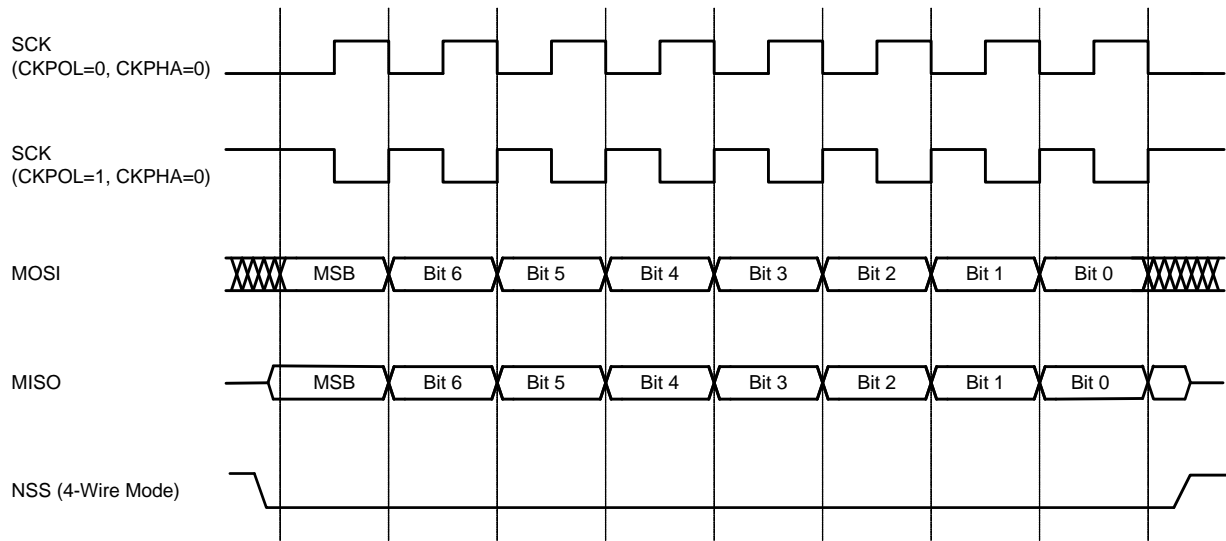 SCK
(CKPOL=0, CKPHA=0)
SCK
(CKPOL=1, CKPHA=0)
MOSI
MSB Bit 6 Bit 5 Bit 4 Bit 3 Bit 2 Bit 1 Bit 0
MISO
MSB Bit 6 Bit 5 Bit 4 Bit 3 Bit 2 Bit 1 Bit 0
NSS (4-Wire Mode)